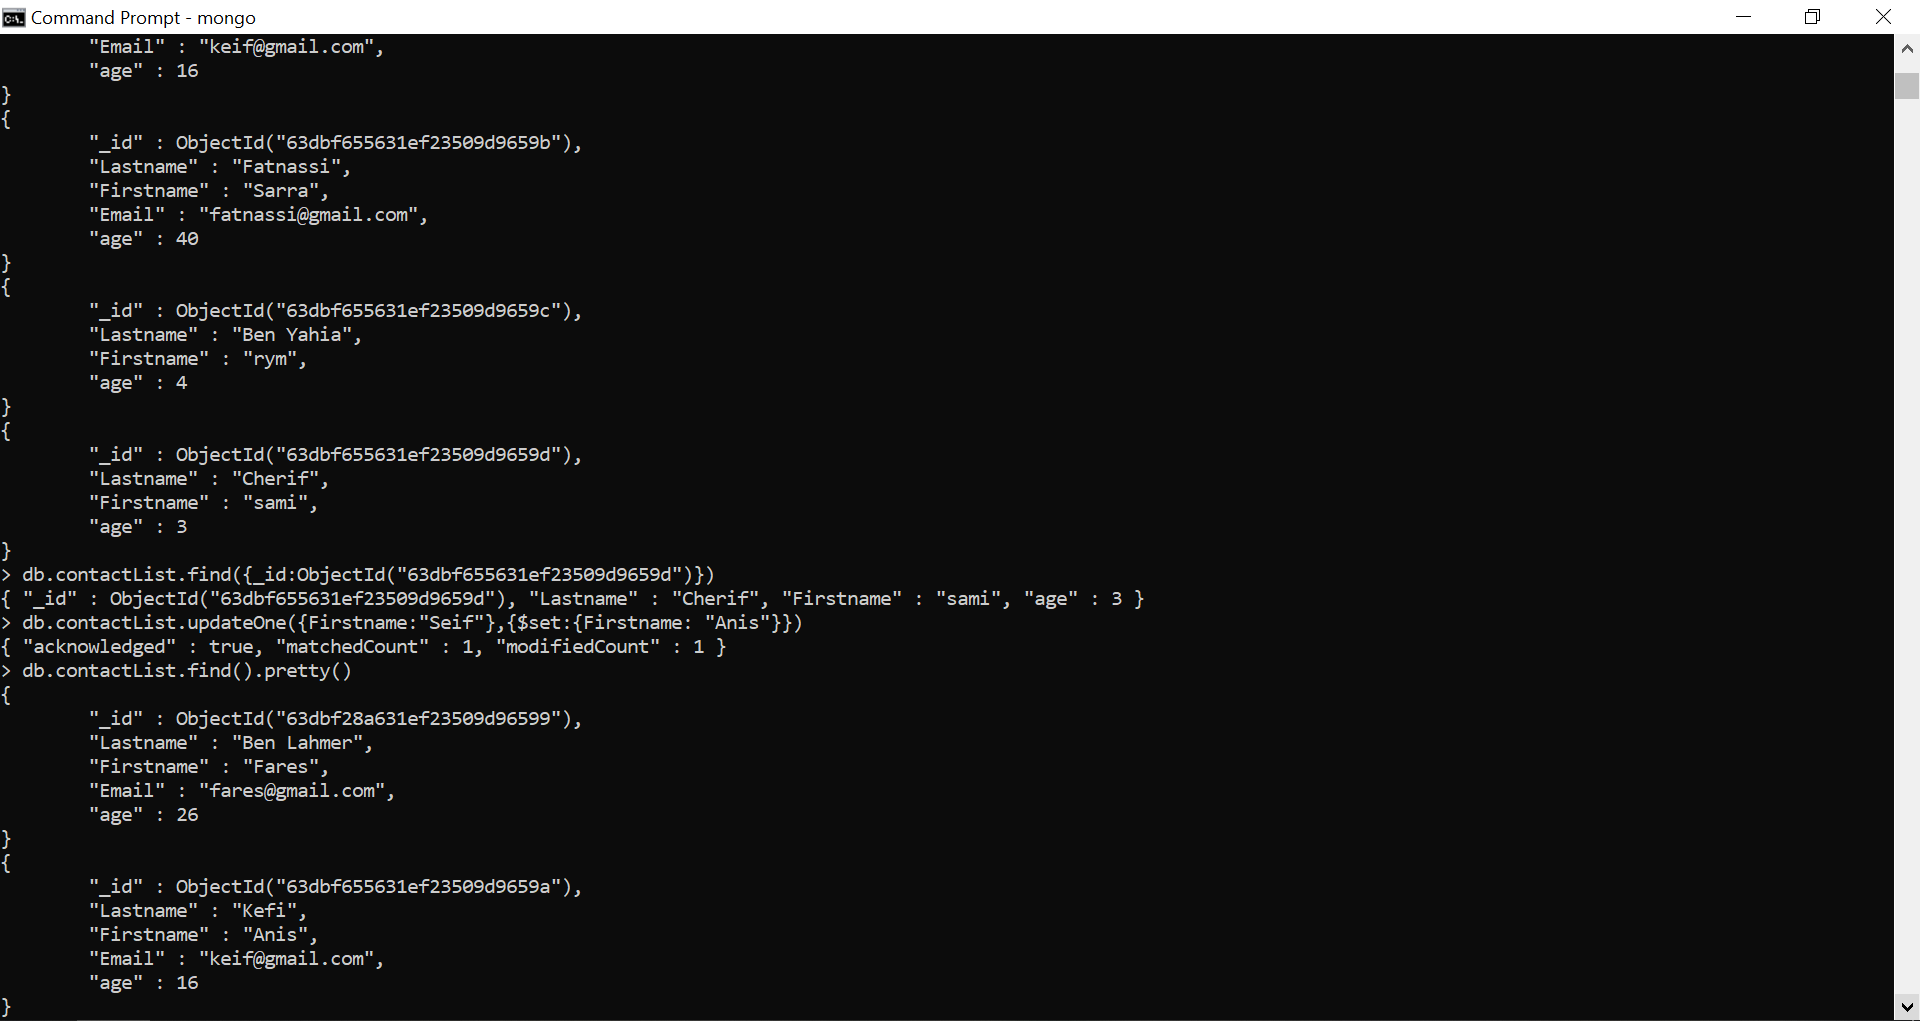 Command Prompt - mongo
"Email" : "keif@gmail.com",
"age" : 16
}
{
"_id" : ObjectId("63dbf655631ef23509d9659b"),
"Lastname" : "Fatnassi",
"Firstname" : "Sarra",
"Email" : "fatnassi@gmail.com",
"age" : 40
}
{
"_id" : ObjectId("63dbf655631ef23509d9659c"),
"Lastname" : "Ben Yahia",
"Firstname" : "rym",
"age" : 4
}
{
"_id" : ObjectId("63dbf655631ef23509d9659d"),
"Lastname" : "Cherif",
"Firstname" : "sami",
"age" : 3
}
> db.contactList.find({_id:ObjectId("63dbf655631ef23509d9659d")})
{ "_id" : ObjectId("63dbf655631ef23509d9659d"), "Lastname" : "Cherif", "Firstname" : "sami", "age" : 3 }
> db.contactList.updateOne({Firstname:"Seif"},{$set:{Firstname: "Anis"}})
{ "acknowledged" : true, "matchedCount" : 1, "modifiedCount" : 1 }
> db.contactList.find().pretty()
{
"_id" : ObjectId("63dbf28a631ef23509d96599"),
"Lastname" : "Ben Lahmer",
"Firstname" : "Fares",
"Email" : "fares@gmail.com",
"age" : 26
}
{
"_id" : ObjectId("63dbf655631ef23509d9659a"),
"Lastname" : "Kefi",
"Firstname" : "Anis",
"Email" : "keif@gmail.com",
"age" : 16
}